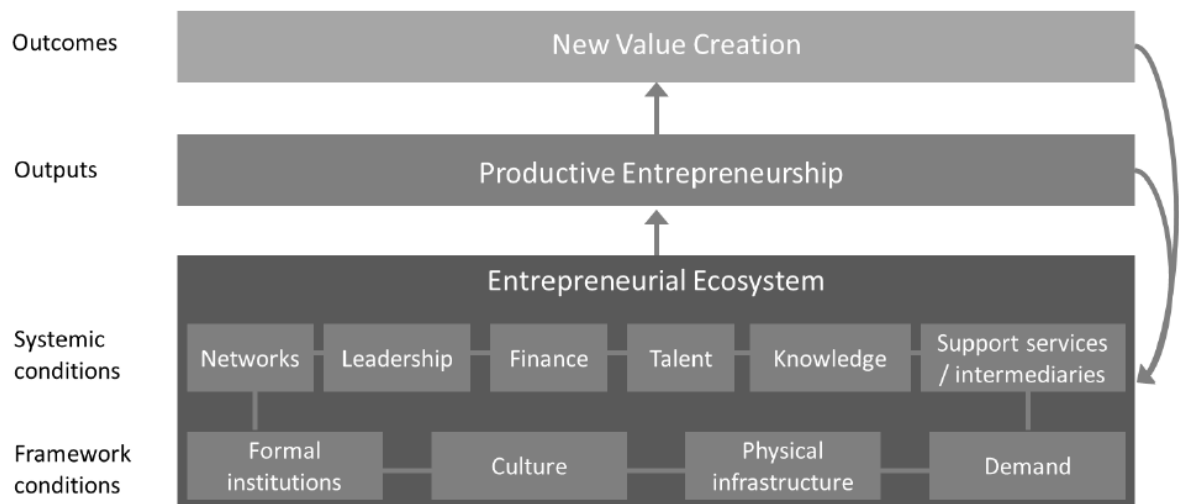 Outcomes
New Value Creation
Outputs
Productive Entrepreneurship
Entrepreneurial Ecosystem
Systemic
conditions
Networks
Leadership
Finance
Talent
Knowledge
Support services
/ intermediaries
Framework
conditions
Formal
institutions
Culture
Physical
infrastructure
Demand